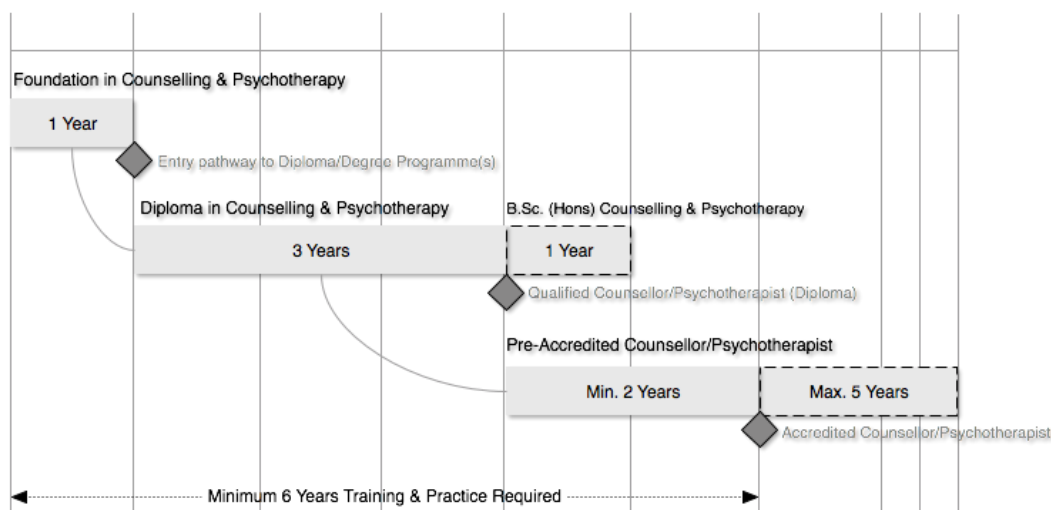 Foundation in Counselling & Psychotherapy
1 Year
Entry pathway to Diploma/Degree Programme(s)
Diploma in Counselling & Psychotherapy
B.Sc. (Hons) Counselling & Psychotherapy
3 Years
1 Year
Qualified Counsellor/Psychotherapist (Diploma)
Pre-Accredited Counsellor/Psychotherapist
Min. 2 Years
Max. 5 Years
Accredited Counsellor/Psychotherapist
Minimum 6 Years Training & Practice Required